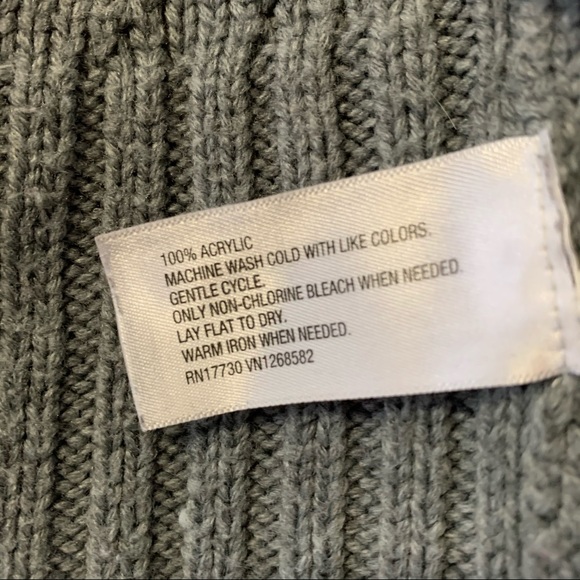 100% ACRYLIC
MACHINE WASH COLD WITH LIKE COLORS.
GENTLE CYCLE.
ONLY NON-CHLORINE BLEACH WHEN NEEDED.
LAY FLAT TO DRY.
WARM IRON WHEN NEEDED.
RN17730 VN1268582